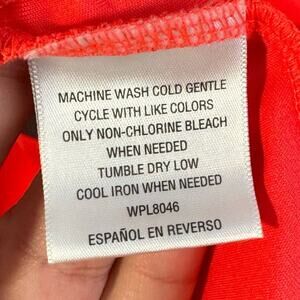 MACHINE WASH COLD GENTLE
CYCLE WITH LIKE COLORS
ONLY NON-CHLORINE BLEACH
WHEN NEEDED
TUMBLE DRY LOW
COOL IRON WHEN NEEDED
WPL8046
ESPAÑOL EN REVERSO